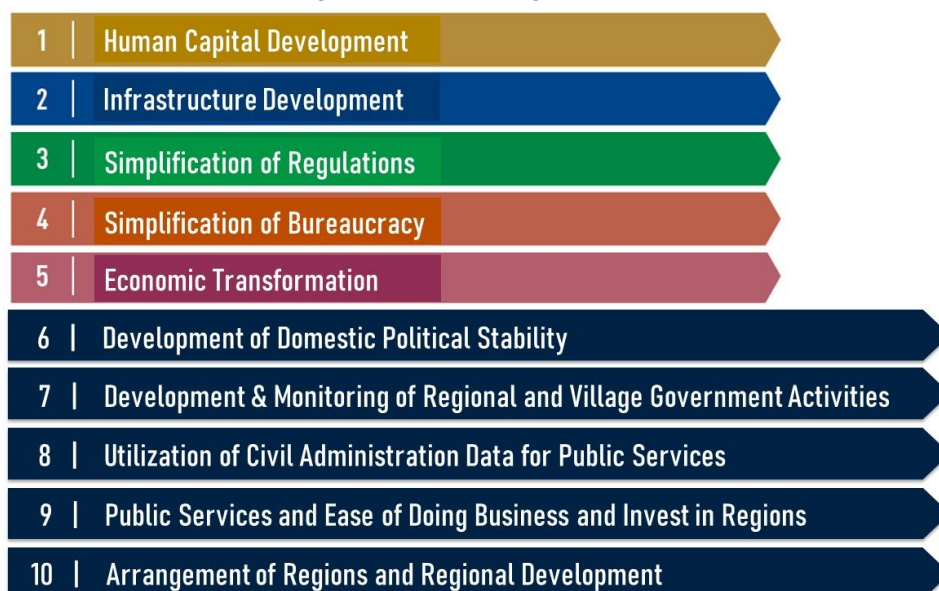 1 | Human Capital Development
2 | Infrastructure Development
3 | Simplification of Regulations
4 | Simplification of Bureaucracy
5 | Economic Transformation
6 | Development of Domestic Political Stability
7 | Development & Monitoring of Regional and Village Government Activities
8 | Utilization of Civil Administration Data for Public Services
9 | Public Services and Ease of Doing Business and Invest in Regions
10 | Arrangement of Regions and Regional Development